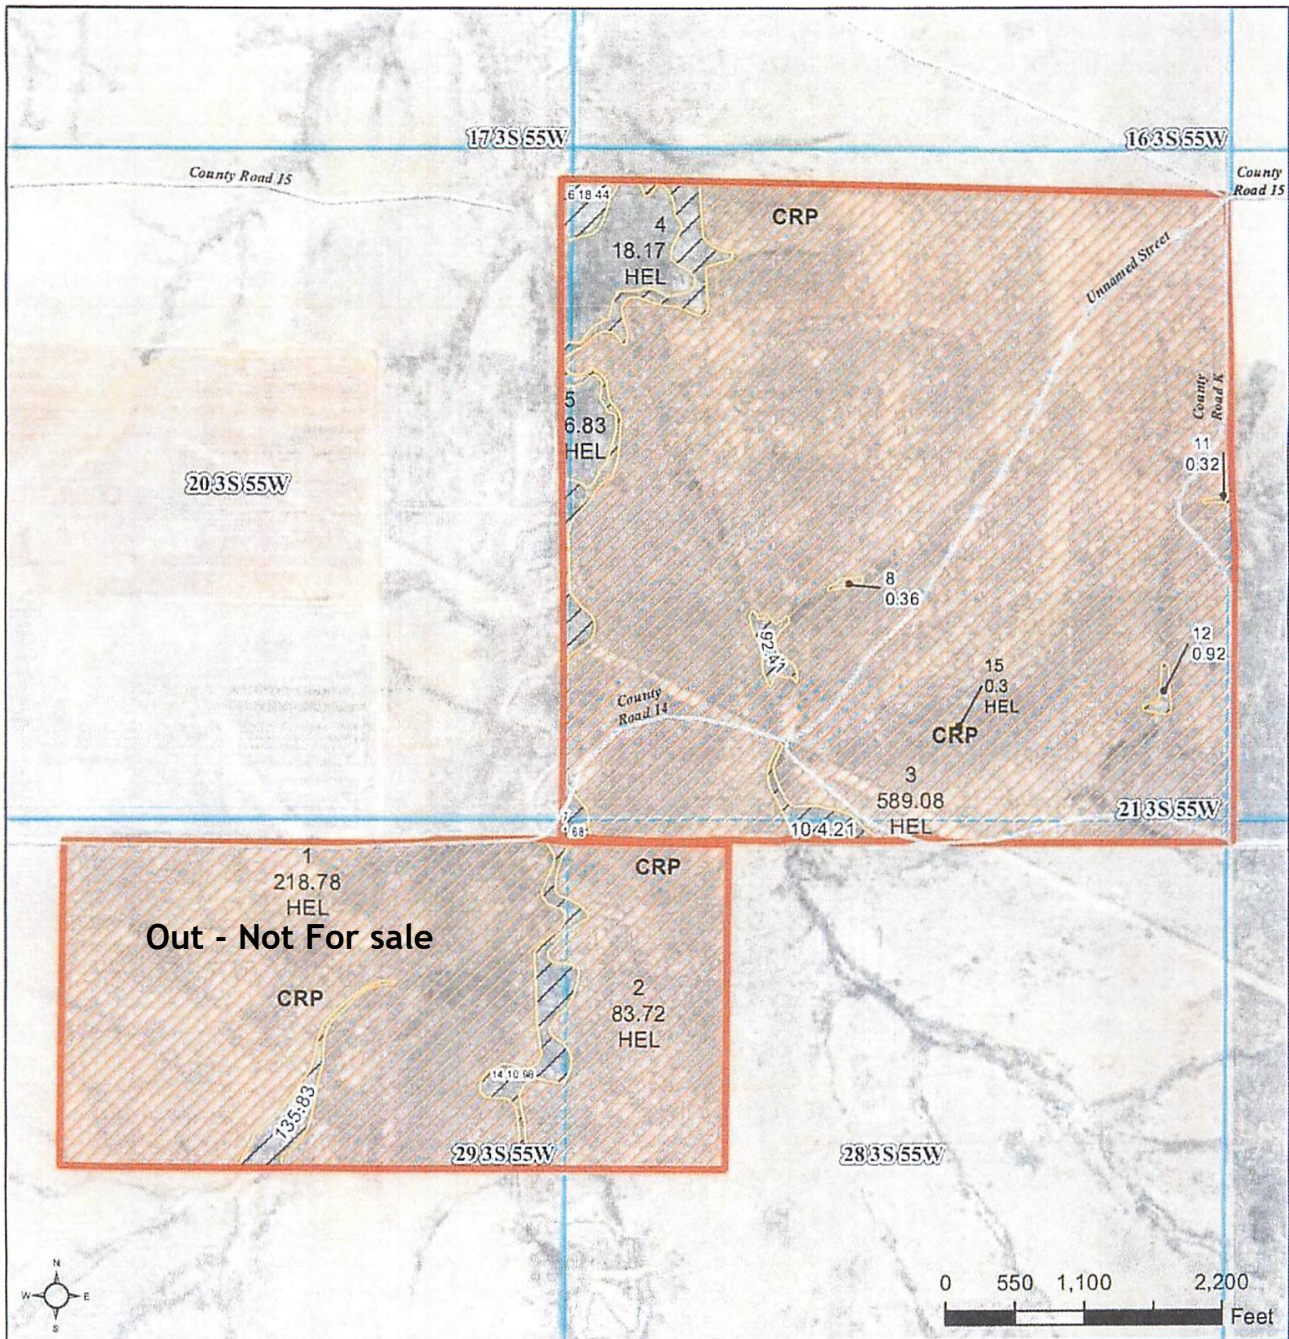 17 3S 55W
16 3S 55W
County Road 15
County
Road 15
6 18.44
4
18.17
HEL
CRP
Unnamed Street
County
Road K
5
6.83
HEL
11
0.32
20 3S 55W
8
0.36
92.41
12
0.92
15
0.3
HEL
CRP
County
Road 14
3
589.08
HEL
21 3S 55W
10 4.21
68
1
218.78
HEL
CRP
Out - Not For sale
CRP
2
83.72
HEL
14 10.98
135.83
29 3S 55W
28 3S 55W
N
W
E
S
0
550
1,100
2,200
Feet